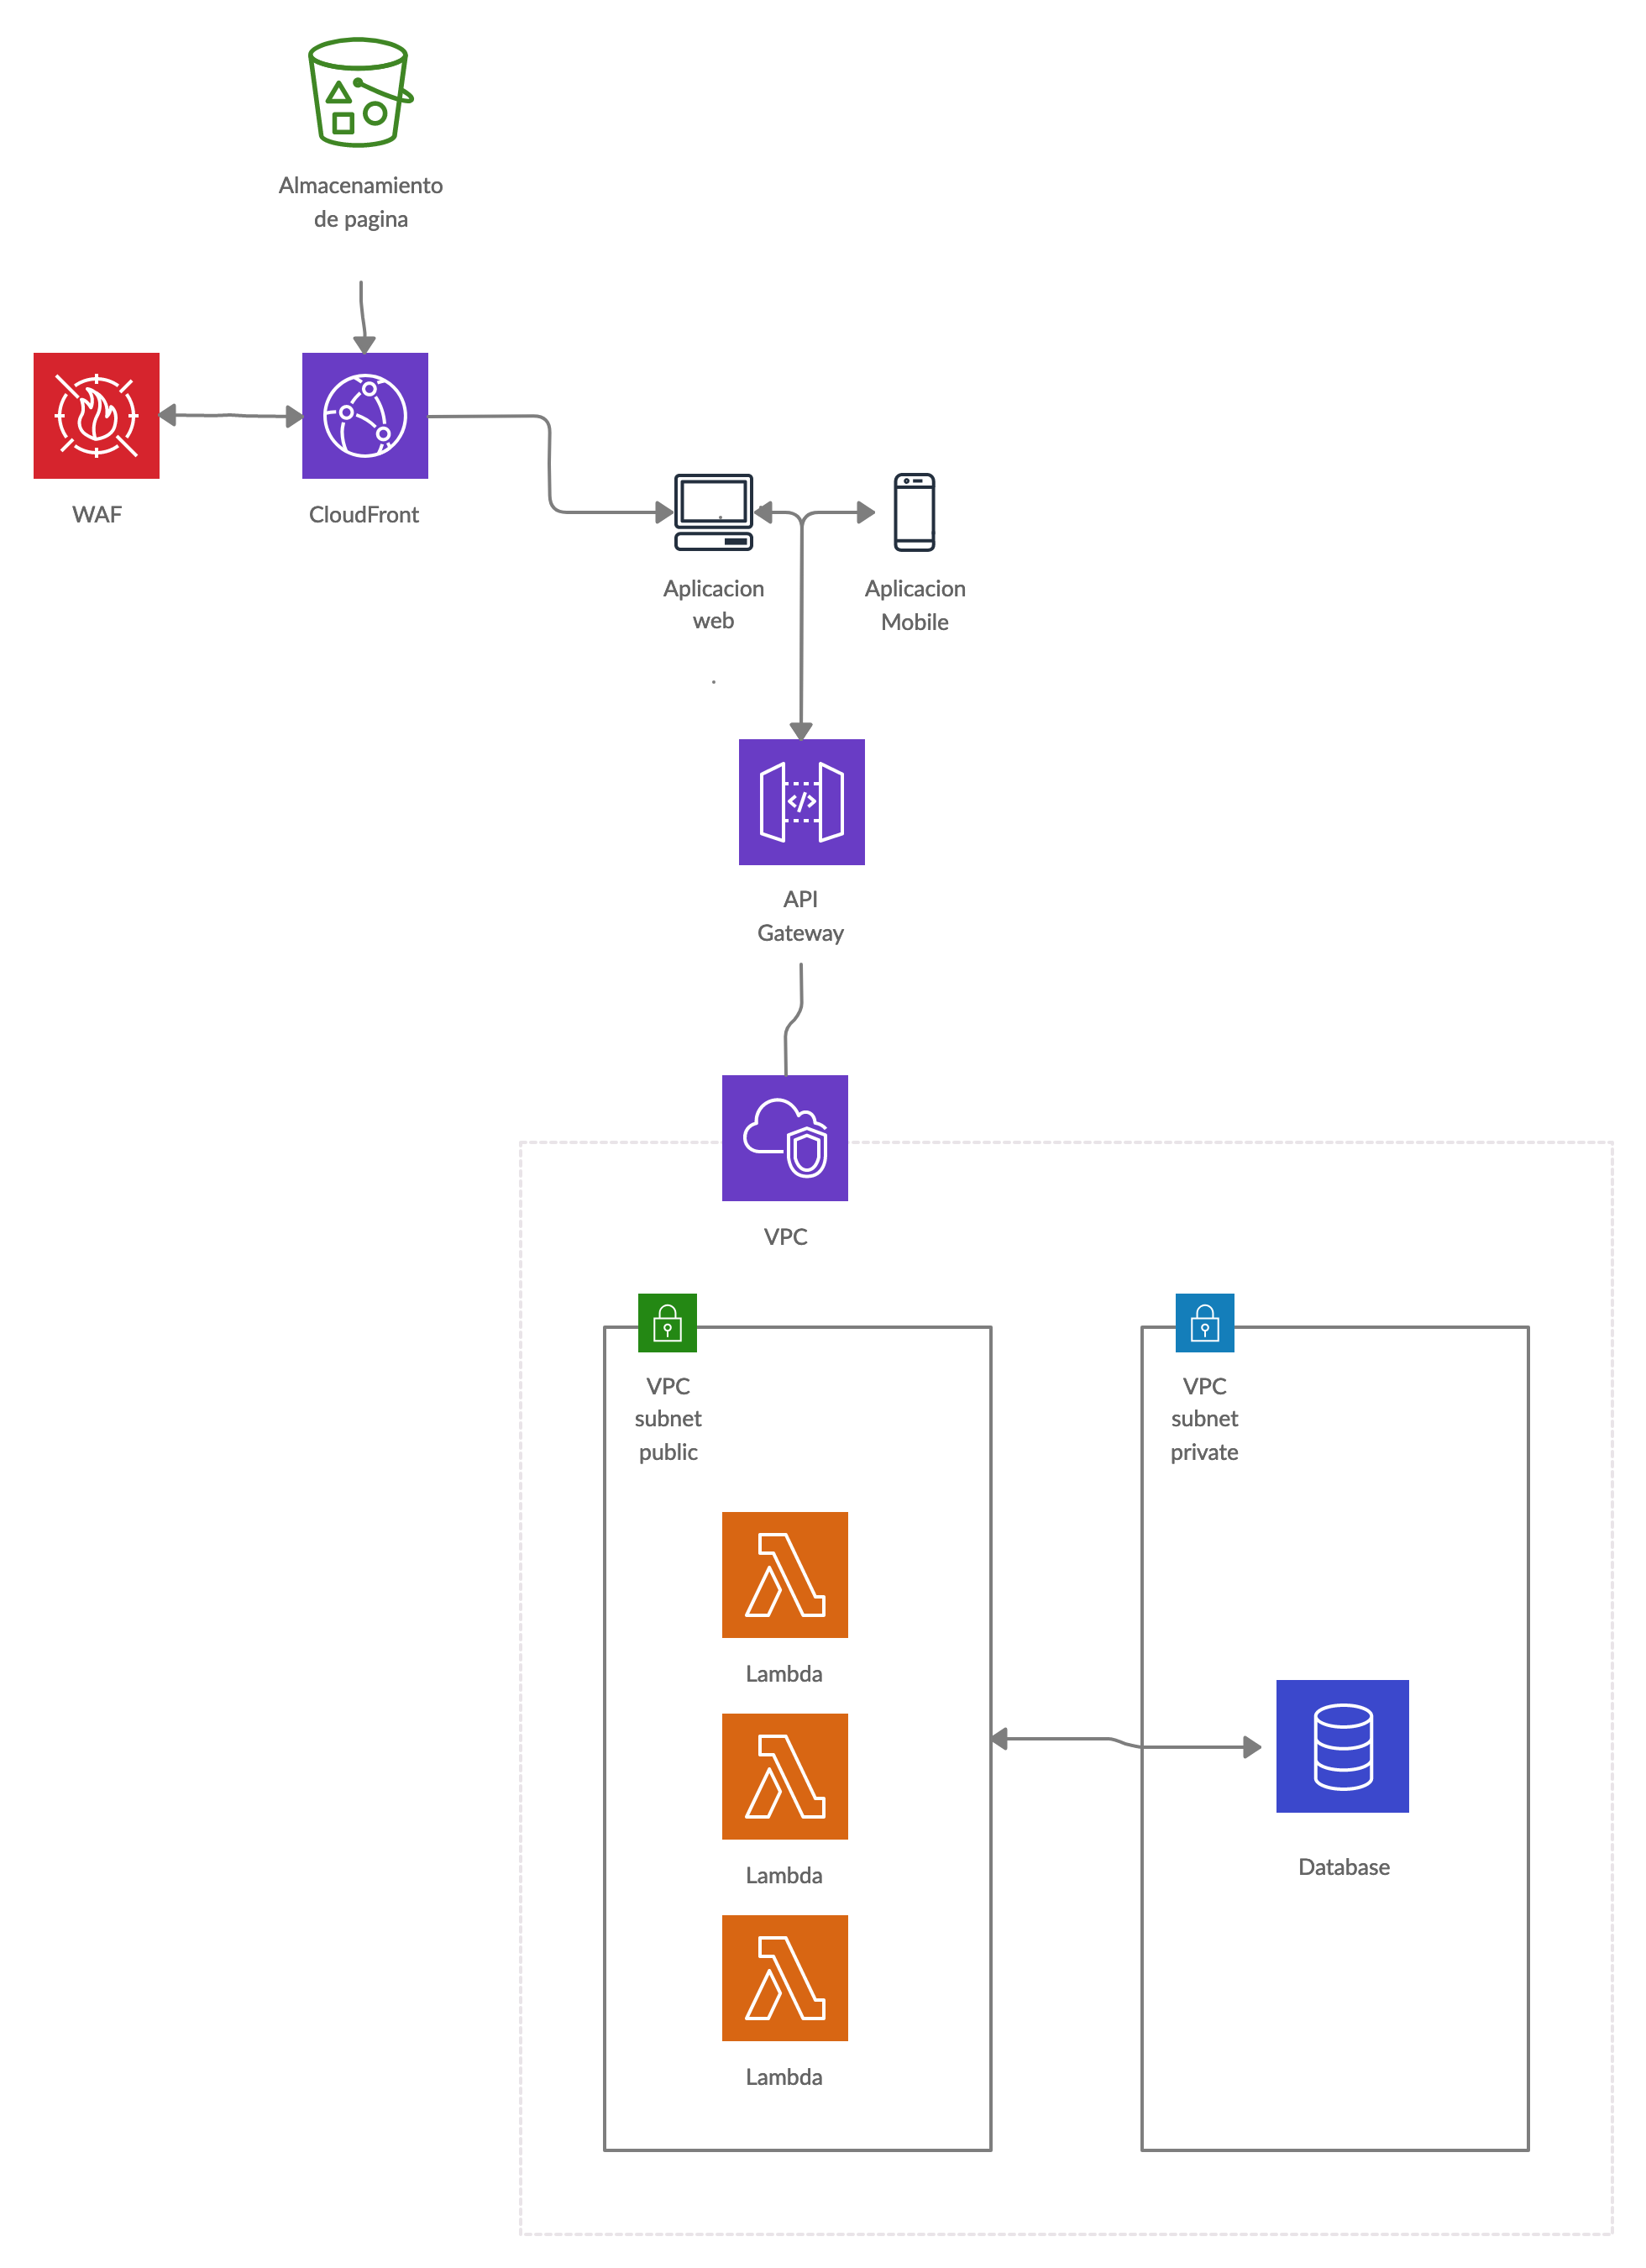 Almacenamiento
de pagina
WAF
CloudFront
Aplicacion
web
Aplicacion
Mobile
API
Gateway
VPC
VPC
subnet
public
VPC
subnet
private
Lambda
Lambda
Database
Lambda